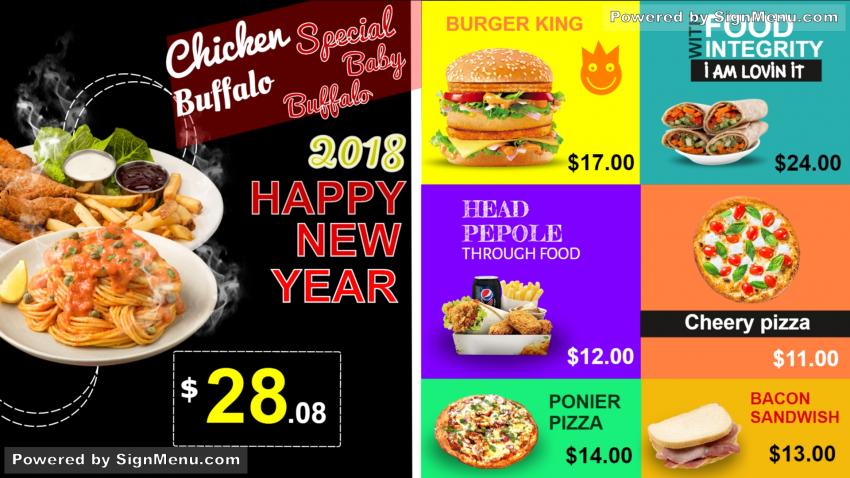 Chicken
Buffalo
Special
Baby
Buffalo
2018
HAPPY
NEW
YEAR
$28.08
Powered by SignMenu.com
BURGER KING
$17.00
Powered by SignMenu.com
WITH FOOD
INTEGRITY
i AM LOVIN iT
$24.00
HEAD
PEPOLE
THROUGH FOOD
pepsi
$12.00
Cheery pizza
$11.00
PONIER
PIZZA
$14.00
BACON
SANDWISH
$13.00